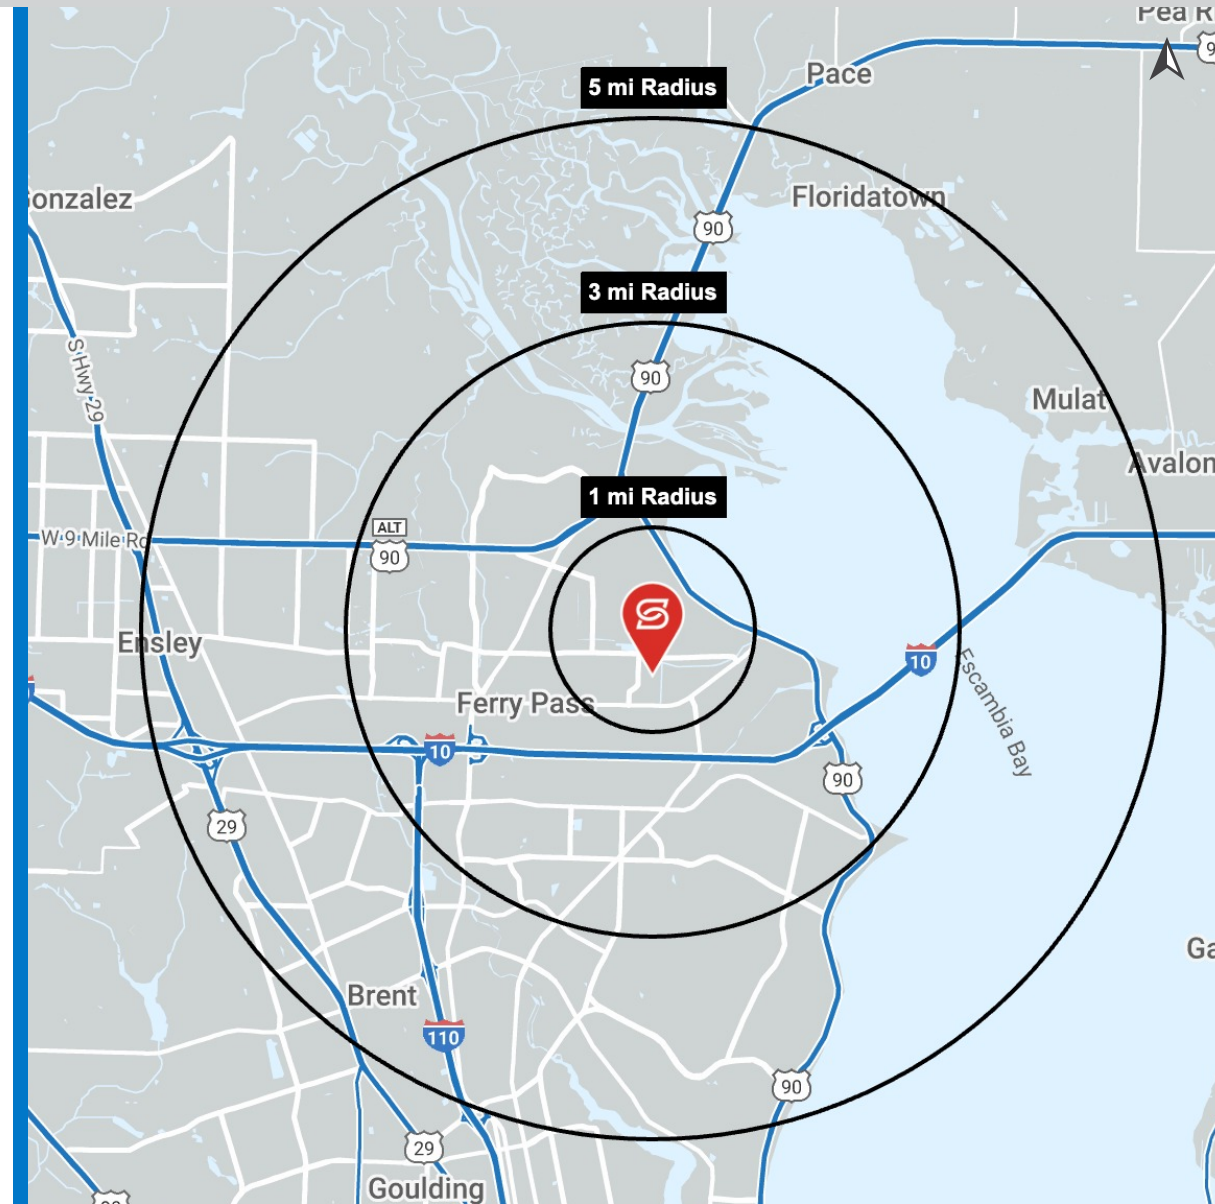 Pea R
9
Pace
5 mi Radius
Gonzalez
Floridatown
90
3 mi Radius
S Hwy 29
90
Mulat
Avalon
1 mi Radius
ALT
90
W 9 Mile Rd
Ensley
10
Escambia Bay
Ferry Pass
10
90
29
Ga
Brent
110
90
29
Goulding